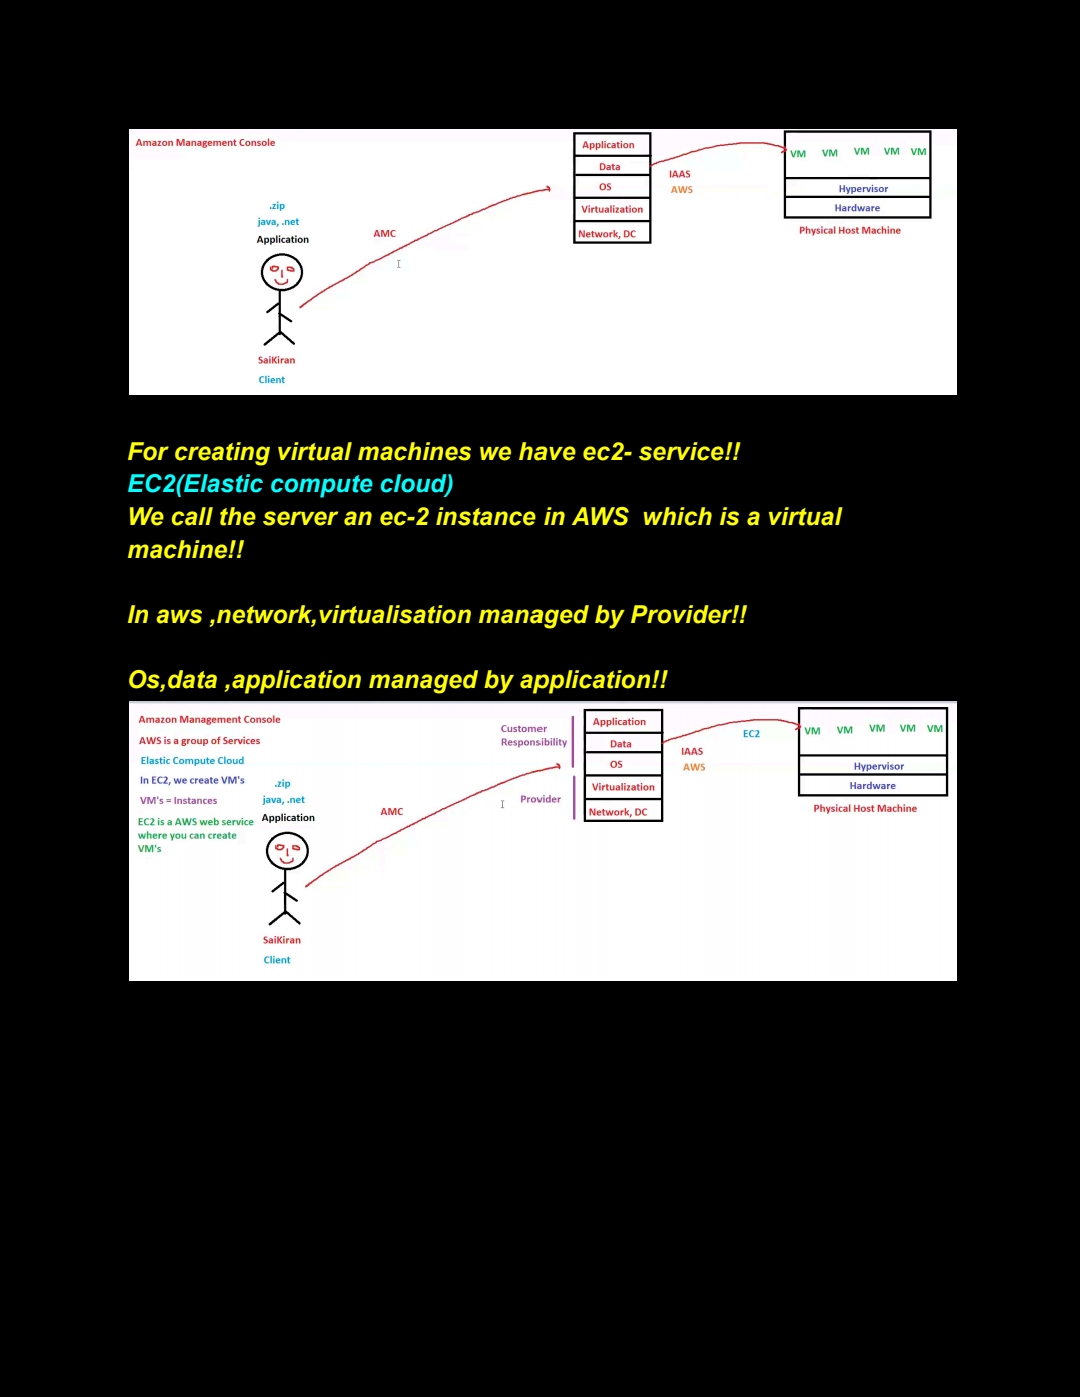 Amazon Management Console
.zip
java, .net
Application
SaiKiran
Client
AMC
Application
Data
OS
Virtualization
Network, DC
IAAS
AWS
VM VM VM VM VM
Hypervisor
Hardware
Physical Host Machine
For creating virtual machines we have ec2- service!!
EC2(Elastic compute cloud)
We call the server an ec-2 instance in AWS which is a virtual
machine!!
In aws ,network,virtualisation managed by Provider!!
Os,data ,application managed by application!!
Amazon Management Console
AWS is a group of Services
Elastic Compute Cloud
In EC2, we create VM's
VM's = Instances
EC2 is a AWS web service
where you can create
VM's
.zip
java, .net
Application
SaiKiran
Client
AMC
Customer
Responsibility
Provider
Application
Data
OS
Virtualization
Network, DC
IAAS
AWS
EC2
VM VM VM VM VM
Hypervisor
Hardware
Physical Host Machine